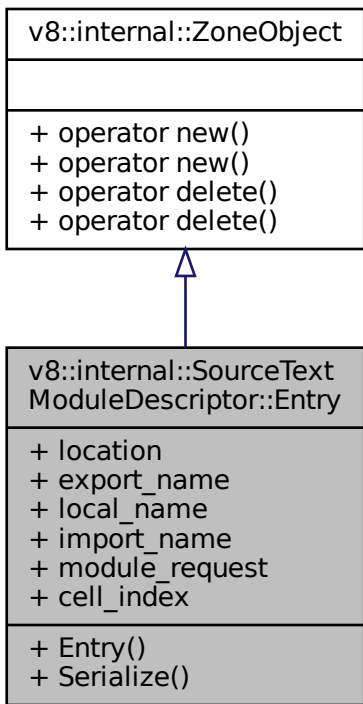 v8::internal::ZoneObject
+ operator new()
+ operator new()
+ operator delete()
+ operator delete()
v8::internal::SourceText
ModuleDescriptor::Entry
+ location
+ export_name
+ local_name
+ import_name
+ module_request
+ cell_index
+ Entry()
+ Serialize()